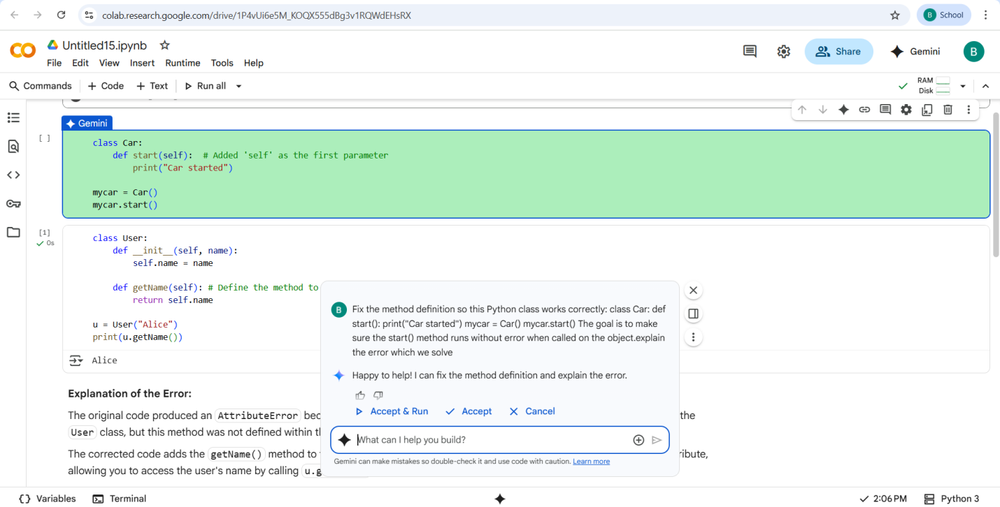 colab.research.google.com/drive/1P4vUi6e5M_KOQX555dBg3v1RQWdEHsRX
B School
CO Untitled15.ipynb
File Edit View Insert Runtime Tools Help
Share Gemini B
Commands + Code + Text Run all
RAM
Disk
Gemini
[ ]
class Car:
def start(self): # Added 'self' as the first parameter
print("Car started")
mycar = Car()
mycar.start()
[1]
0s
class User:
def __init__(self, name):
self.name = name
def getName(self): # Define the method to
return self.name
u = User("Alice")
print(u.getName())
Alice
Explanation of the Error:
The original code produced an AttributeError bec
the
User class, but this method was not defined within th
The corrected code adds the getName() method to
ribute,
allowing you to access the user's name by calling u.g
B
Fix the method definition so this Python class works correctly: class Car: def
start(): print("Car started") mycar = Car() mycar.start() The goal is to make
sure the start() method runs without error when called on the object.explain
the error which we solve
Happy to help! I can fix the method definition and explain the error.
Accept & Run Accept Cancel
What can I help you build?
Gemini can make mistakes so double-check it and use code with caution. Learn more
{} Variables Terminal
2:06 PM Python 3